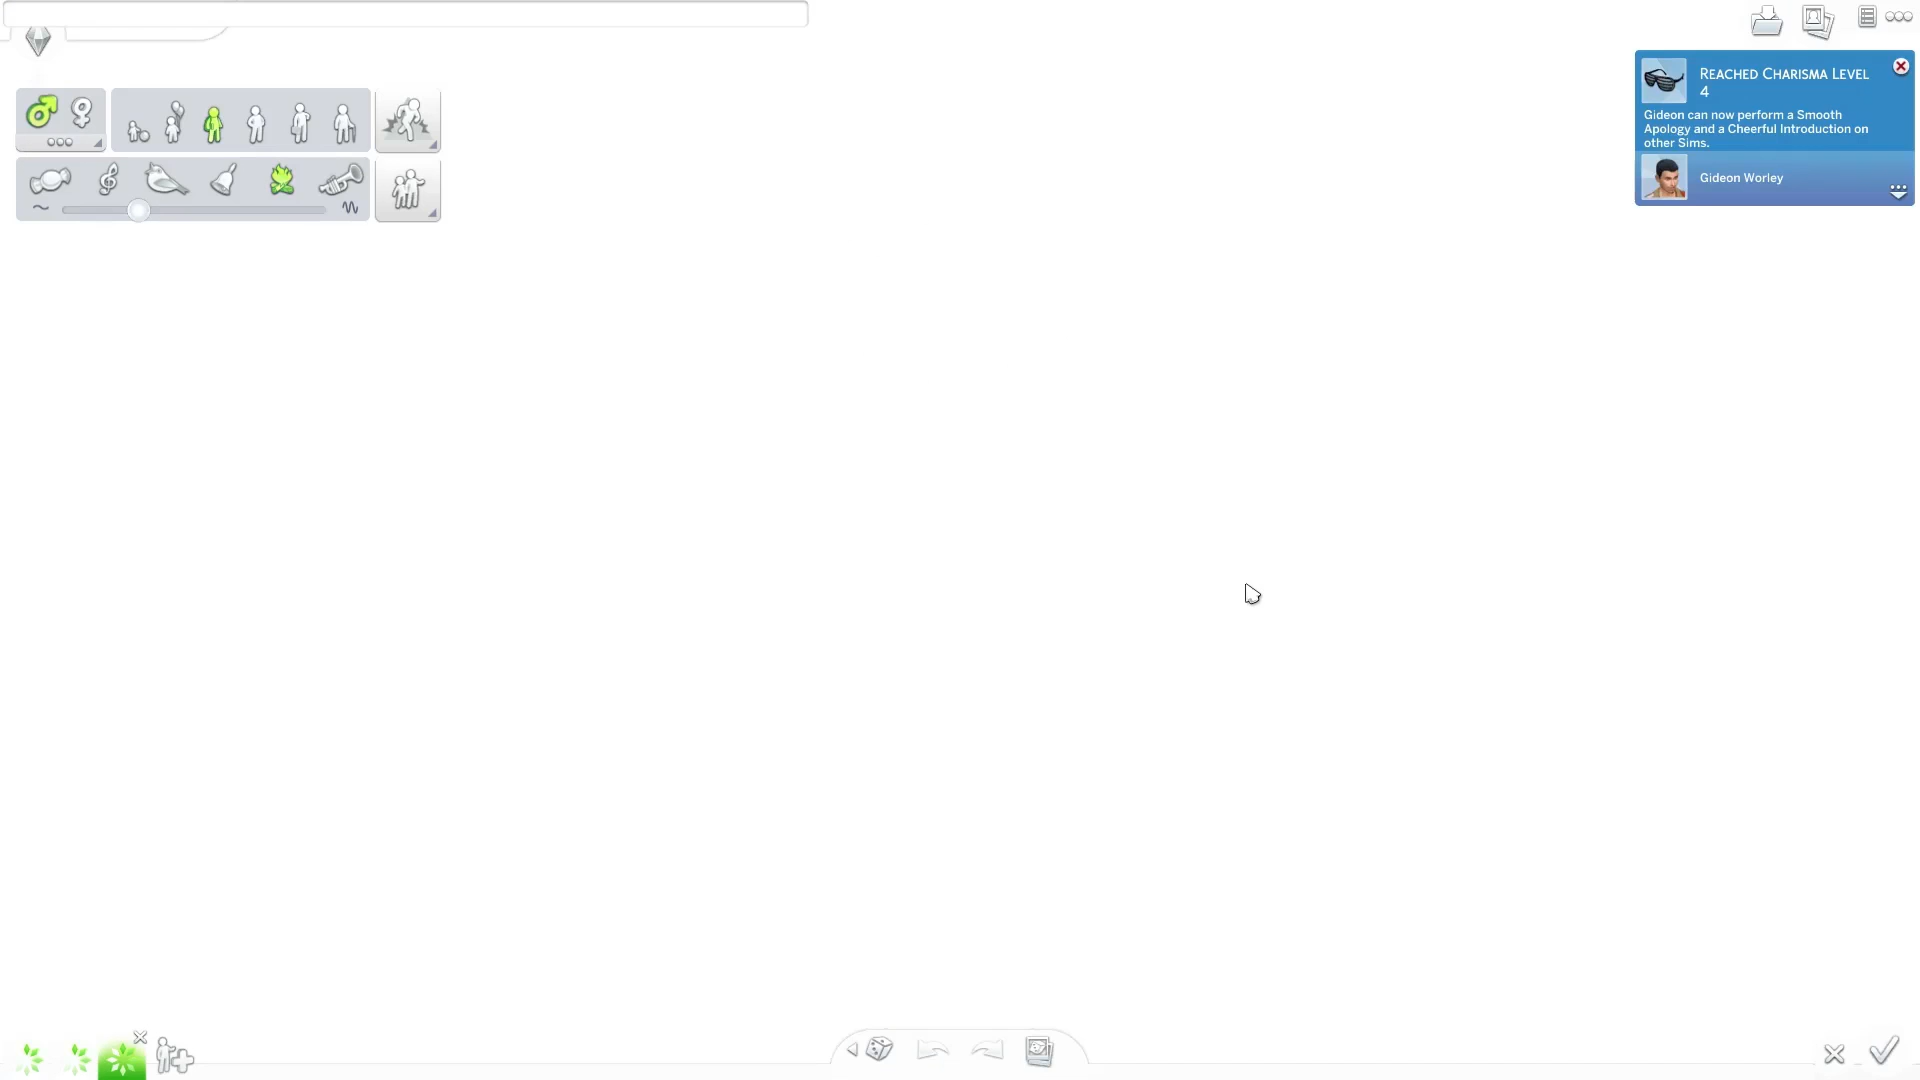 REACHED CHARISMA LEVEL
4
Gideon can now perform a Smooth
Apology and a Cheerful Introduction on
other Sims.
Gideon Worley